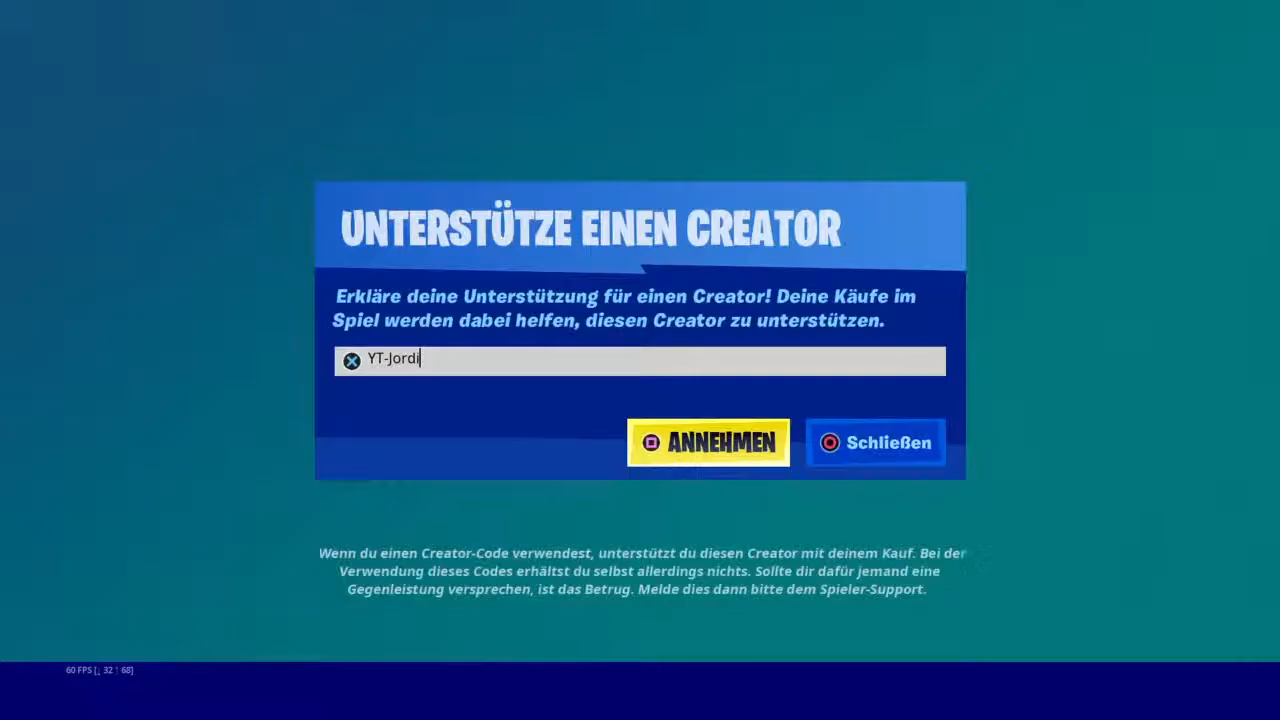 UNTERSTÜTZE EINEN CREATOR
Erkläre deine Unterstützung für einen Creator! Deine Käufe im
Spiel werden dabei helfen, diesen Creator zu unterstützen.
YT-Jordi
ANNEHMEN
Schließen
Wenn du einen Creator-Code verwendest, unterstützt du diesen Creator mit deinem Kauf. Bei der
Verwendung dieses Codes erhältst du selbst allerdings nichts. Sollte dir dafür jemand eine
Gegenleistung versprechen, ist das Betrug. Melde dies dann bitte dem Spieler-Support.
60 FPS [↓ 32 ↑ 68]